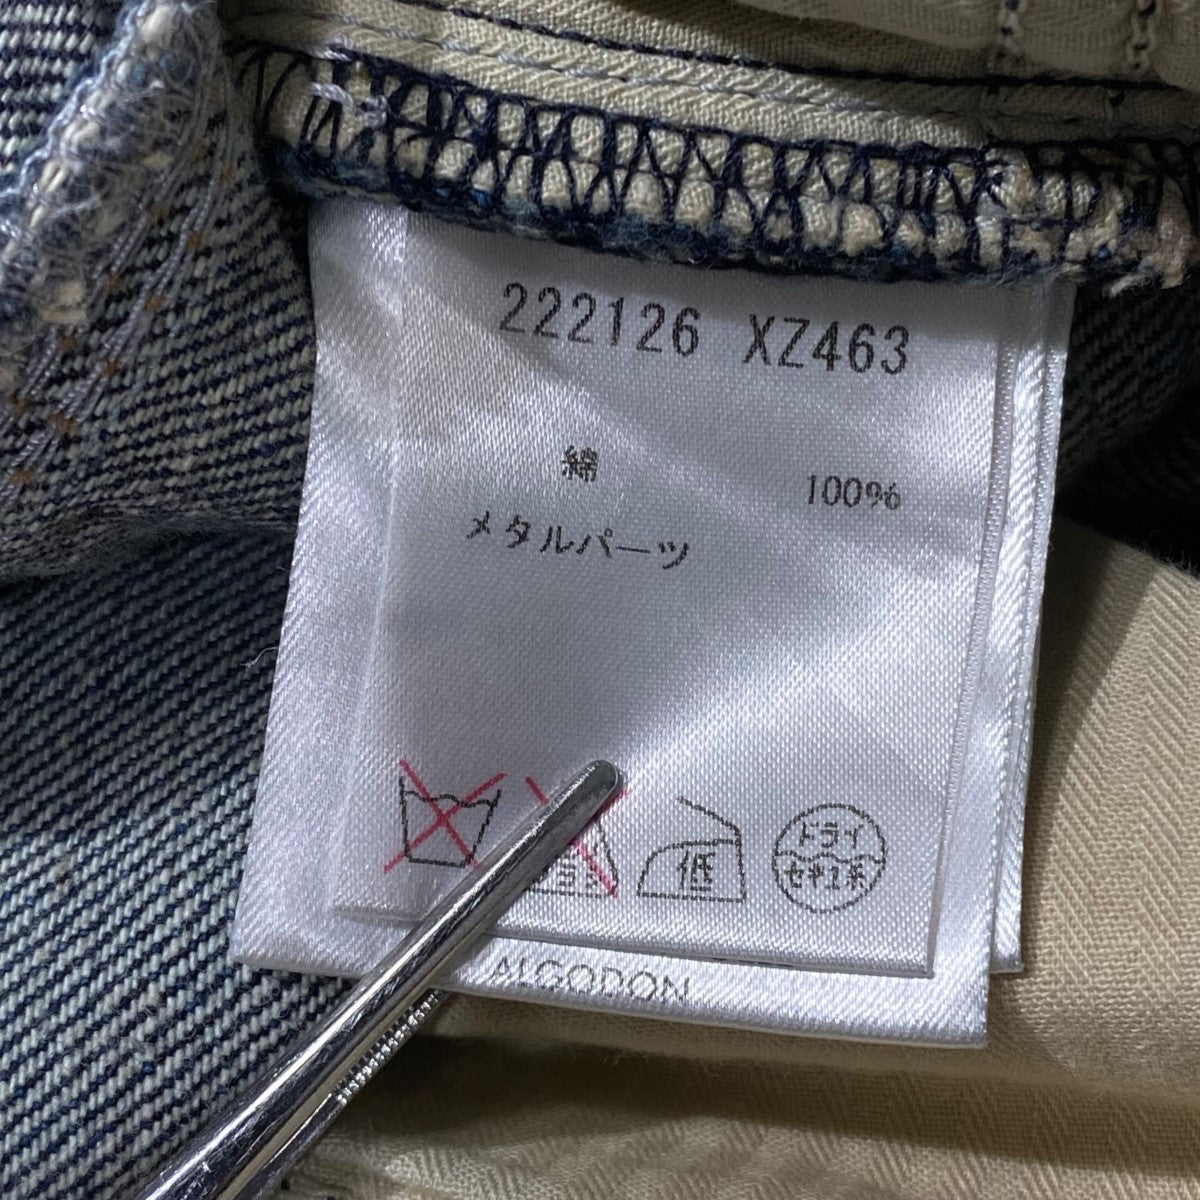 222126 XZ463
綿 100%
メタルパーツ
低
ドライ
セキユ系
ALGODON